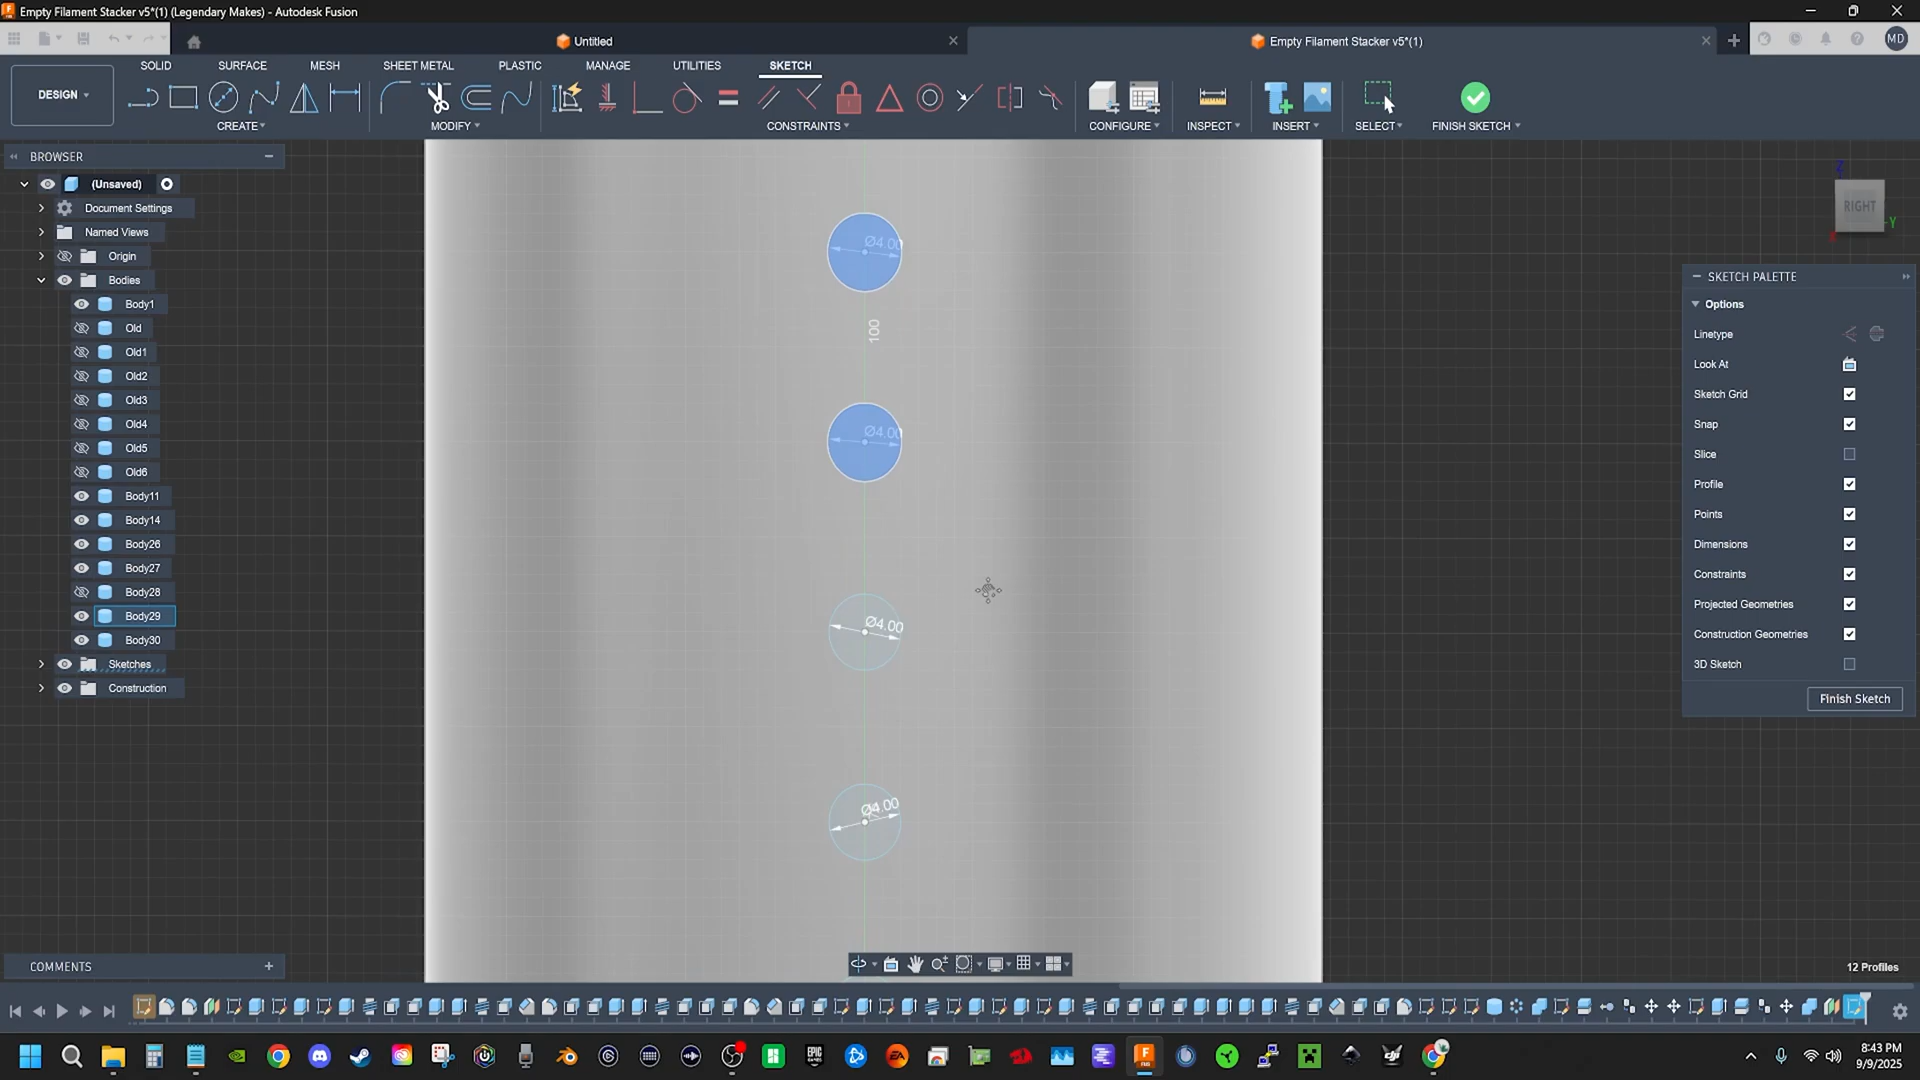 Empty Filament Stacker v5*(1) (Legendary Makes) - Autodesk Fusion
Untitled
Empty Filament Stacker v5*(1)
MD
DESIGN
SOLID
SURFACE
MESH
SHEET METAL
PLASTIC
MANAGE
UTILITIES
SKETCH
CREATE
MODIFY
CONSTRAINTS
CONFIGURE
INSPECT
INSERT
SELECT
FINISH SKETCH
BROWSER
(Unsaved)
Document Settings
Named Views
Origin
Bodies
Body1
Old
Old1
Old2
Old3
Old4
Old5
Old6
Body11
Body14
Body26
Body27
Body28
Body29
Body30
Sketches
Construction
Ø4.00
100
Ø4.00
Ø4.00
Ø4.00
Z
RIGHT
Y
X
SKETCH PALETTE
Options
Linetype
Look At
Sketch Grid
Snap
Slice
Profile
Points
Dimensions
Constraints
Projected Geometries
Construction Geometries
3D Sketch
Finish Sketch
COMMENTS
12 Profiles
8:43 PM
9/9/2025